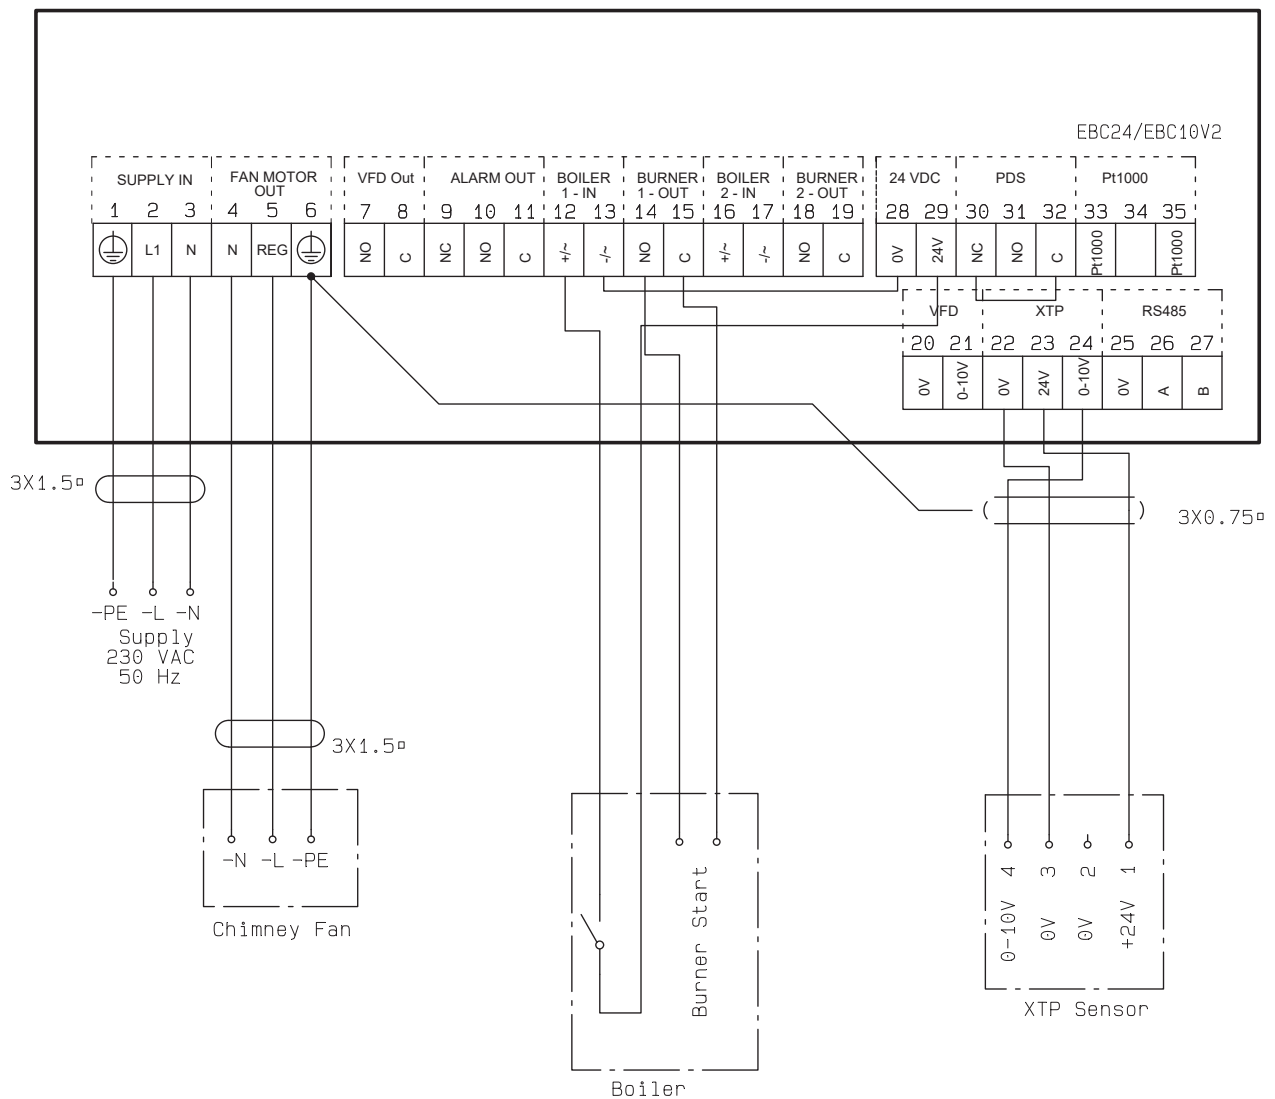 EBC24/EBC10V2
SUPPLY IN
FAN MOTOR
OUT
VFD Out
ALARM OUT
BOILER
1 - IN
BURNER
1 - OUT
BOILER
2 - IN
BURNER
2 - OUT
24 VDC
PDS
Pt1000
1 2 3 4 5 6 7 8 9 10 11 12 13 14 15 16 17 18 19 28 29 30 31 32 33 34 35
L1 N N REG NO C NC NO C +/~ -/~ NO C +/~ -/~ NO C 0V 24V NC NO C Pt1000 Pt1000
VFD XTP RS485
20 21 22 23 24 25 26 27
0V 0-10V 0V 24V 0-10V 0V A B
3X1.5▫
3X0.75▫
-PE -L -N
Supply
230 VAC
50 Hz
3X1.5▫
-N -L -PE
Chimney Fan
Burner Start
Boiler
4 3 2 1
0-10V 0V 0V +24V
XTP Sensor